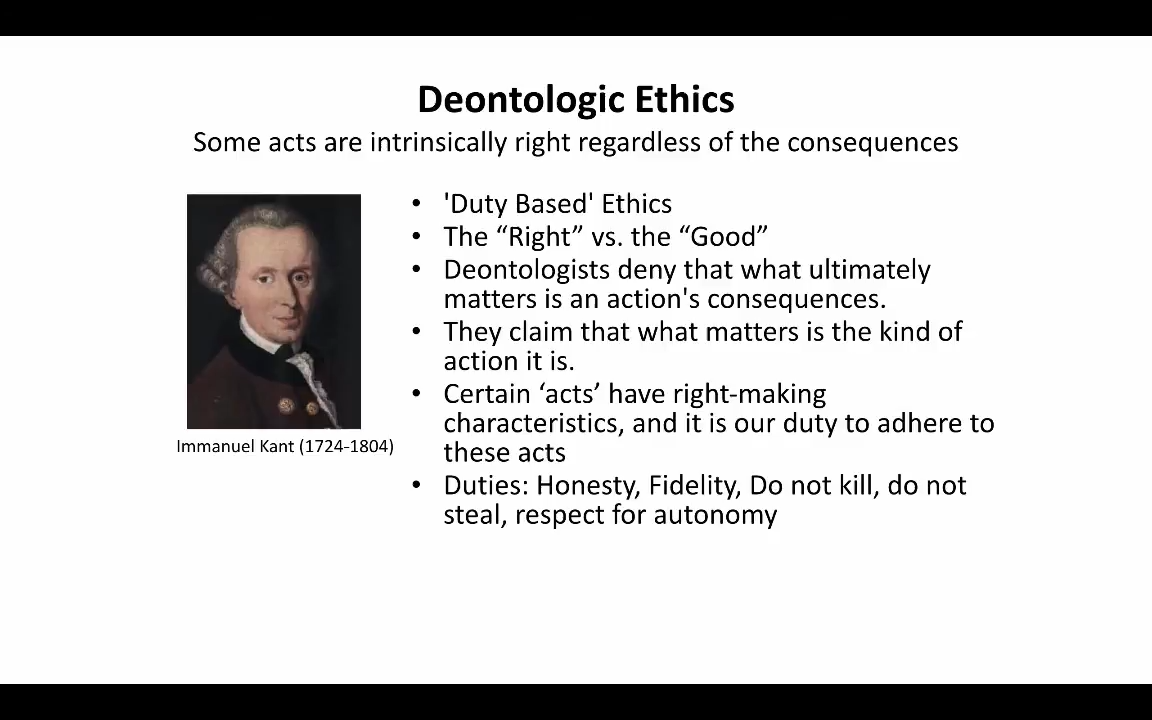 Deontologic Ethics
Some acts are intrinsically right regardless of the consequences
• 'Duty Based' Ethics
• The “Right” vs. the “Good”
• Deontologists deny that what ultimately
matters is an action's consequences.
• They claim that what matters is the kind of
action it is.
• Certain ‘acts’ have right-making
characteristics, and it is our duty to adhere to
these acts
• Duties: Honesty, Fidelity, Do not kill, do not
steal, respect for autonomy
Immanuel Kant (1724-1804)